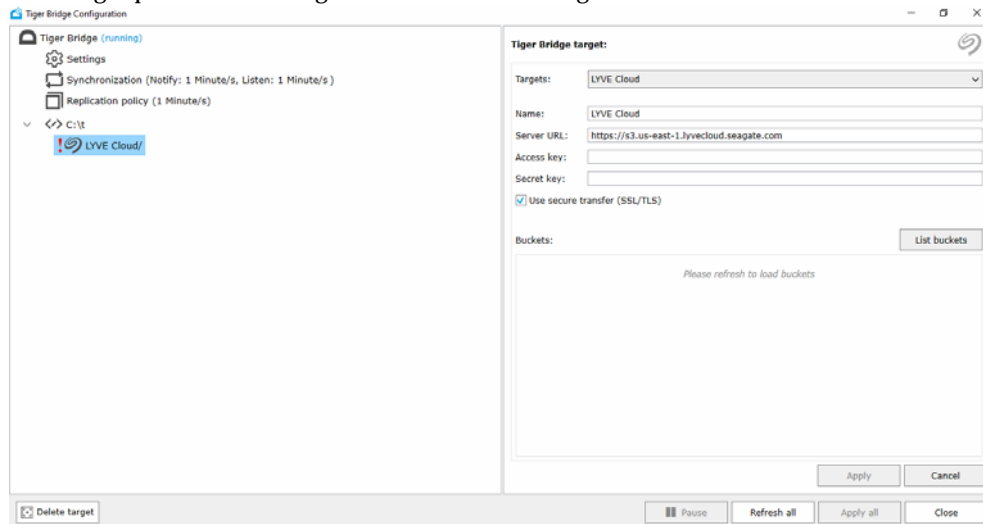 Tiger Bridge Configuration
Tiger Bridge (running)
Settings
Synchronization (Notify: 1 Minute/s, Listen: 1 Minute/s )
Replication policy (1 Minute/s)
C:\t
LYVE Cloud/
Delete target
Tiger Bridge target:
Targets: LYVE Cloud
Name: LYVE Cloud
Server URL: https://s3.us-east-1.lyvecloud.seagate.com
Access key:
Secret key:
Use secure transfer (SSL/TLS)
Buckets: List buckets
Please refresh to load buckets
Apply Cancel
Pause Refresh all Apply all Close